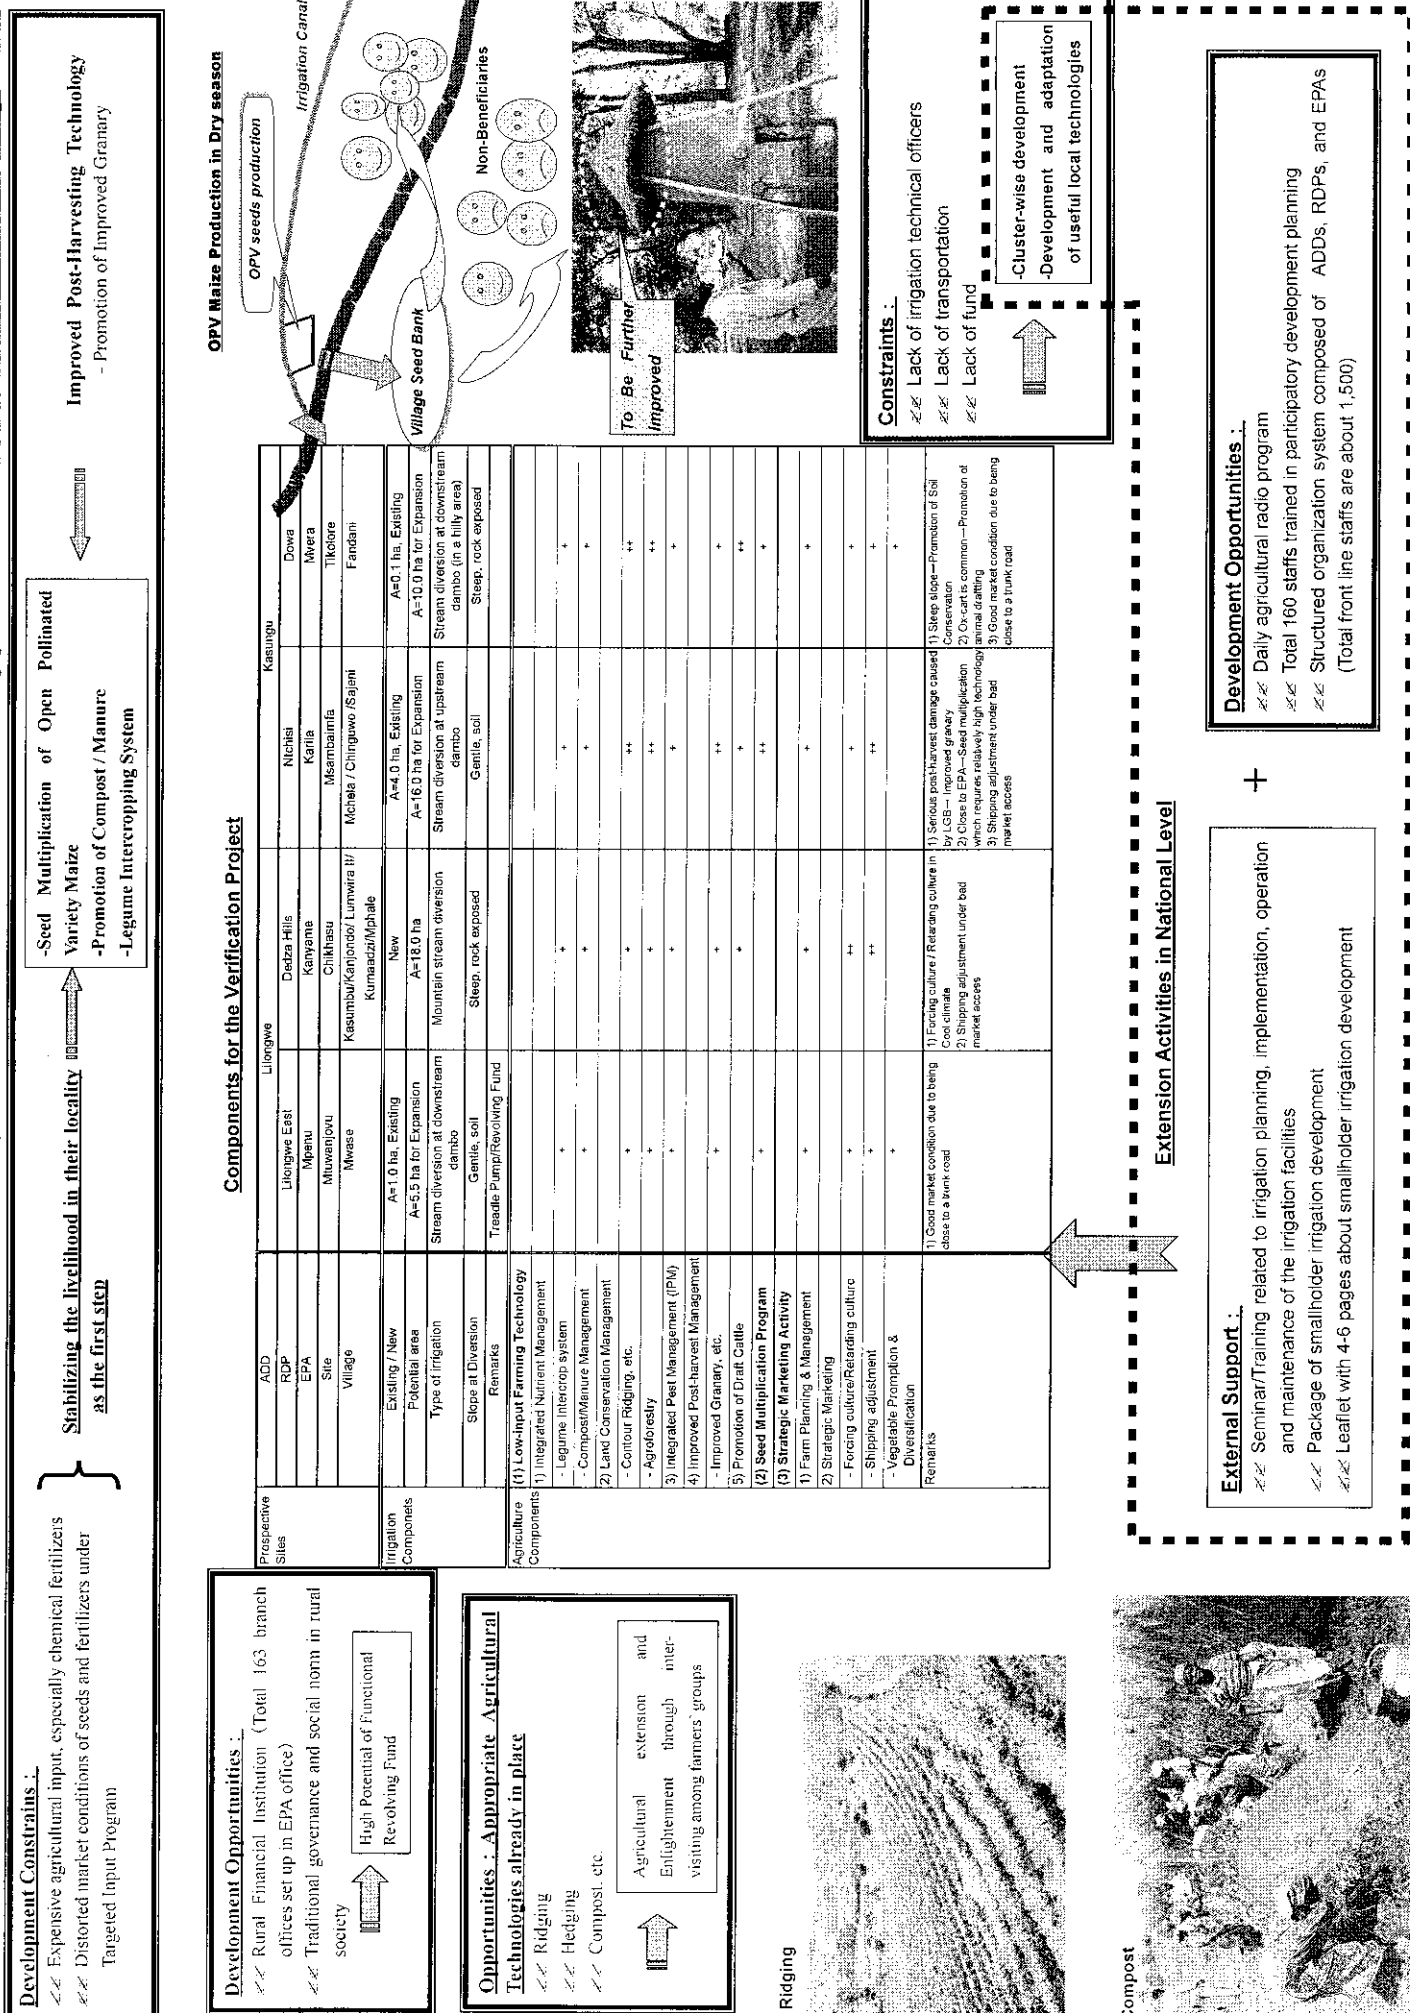 Development Constrains :
Expensive agricultural input, especially chemical fertilizers
Distorted market conditions of seeds and fertilizers under
Targeted Input Program
Stabilizing the livelihood in their locality
as the first step
-Seed Multiplication of Open Pollinated
Variety Maize
-Promotion of Compost / Manure
-Legume Intercropping System
Improved Post-Harvesting Technology
- Promotion of Improved Granary
Development Opportunities :
Rural Financial Institution (Total 163 branch
offices set up in EPA office)
Traditional governance and social norm in rural
society
High Potential of Functional
Revolving Fund
Opportunities : Appropriate Agricultural
Technologies already in place
Ridging
Hedging
Compost. etc.
Agricultural extension and
Enlightenment through inter-
visiting among farmers' groups
Ridging
Compost
Components for the Verification Project
Prospective Sites ADD Lilongwe Kasungu
RDP Lilongwe East Dedza Hills Ntchisi Dowa
EPA Mpenu Kanyama Karila Mvera
Site Mtuwanjovu Chikhasu Msambaimfa Tikolore
Village Mwase Kasumbu/Kanjondo/ Lumwira II/ Kumaadzi/Mphale Mchela / Chinguwo /Sajeni Fandani
Irrigation Componets Existing / New A=1.0 ha, Existing New A=4.0 ha, Existing A=0.1 ha, Existing
Potential area A=5.5 ha for Expansion A=18.0 ha A=16.0 ha for Expansion A=10.0 ha for Expansion
Type of irrigation Stream diversion at downstream dambo Mountain stream diversion Stream diversion at upstream dambo Stream diversion at downstream dambo (in a hilly area)
Slope at Diversion Gentle, soil Steep, rock exposed Gentle, soil Steep, rock exposed
Remarks Treadle Pump/Revolving Fund
Agriculture Components (1) Low-input Farming Technology
1) Integrated Nutrient Management
- Legume Intercrop system + + + +
- Compost/Manure Management + + + +
2) Land Conservation Management
- Contour Ridging, etc. + + ++ ++
- Agroforestry + + ++ ++
3) Integrated Pest Management (IPM) + + + +
4) Improved Post-harvest Management
- Improved Granary, etc. + + ++ +
5) Promotion of Draft Cattle + + ++
(2) Seed Multiplication Program + ++ +
(3) Strategic Marketing Activity
1) Farm Planning & Management + + + +
2) Strategic Marketing
- Forcing culture/Retarding culture + ++ + +
- Shipping adjustment + ++ ++ +
- Vegetable Promption & Diversification + +
Remarks 1) Good market condition due to being close to a trunk road
1) Forcing culture / Retarding culture in Cool climate
2) Shipping adjustment under bad market access
1) Serious post-harvest damage caused by LGB— Improved granary
2) Close to EPA—Seed multiplication which requires relatively high technology
3) Shipping adjustment under bad market access
1) Steep slope—Promotion of Soil Conservation
2) Ox-cart is common—Promotion of animal draftting
3) Good market condition due to being close to a trunk road
OPV Maize Production in Dry season
OPV seeds production
Irrigation Canal
Village Seed Bank
Non-Beneficiaries
To Be Further
Improved
Constraints :
Lack of irrigation technical officers
Lack of transportation
Lack of fund
-Cluster-wise development
-Development and adaptation
of useful local technologies
Extension Activities in National Level
External Support :
Seminar/Training related to irrigation planning, implementation, operation
and maintenance of the irrigation facilities
Package of smallholder irrigation development
Leaflet with 4-6 pages about smallholder irrigation development
+
Development Opportunities :
Daily agricultural radio program
Total 160 staffs trained in participatory development planning
Structured organization system composed of ADDs, RDPs, and EPAs
(Total front line staffs are about 1,500)